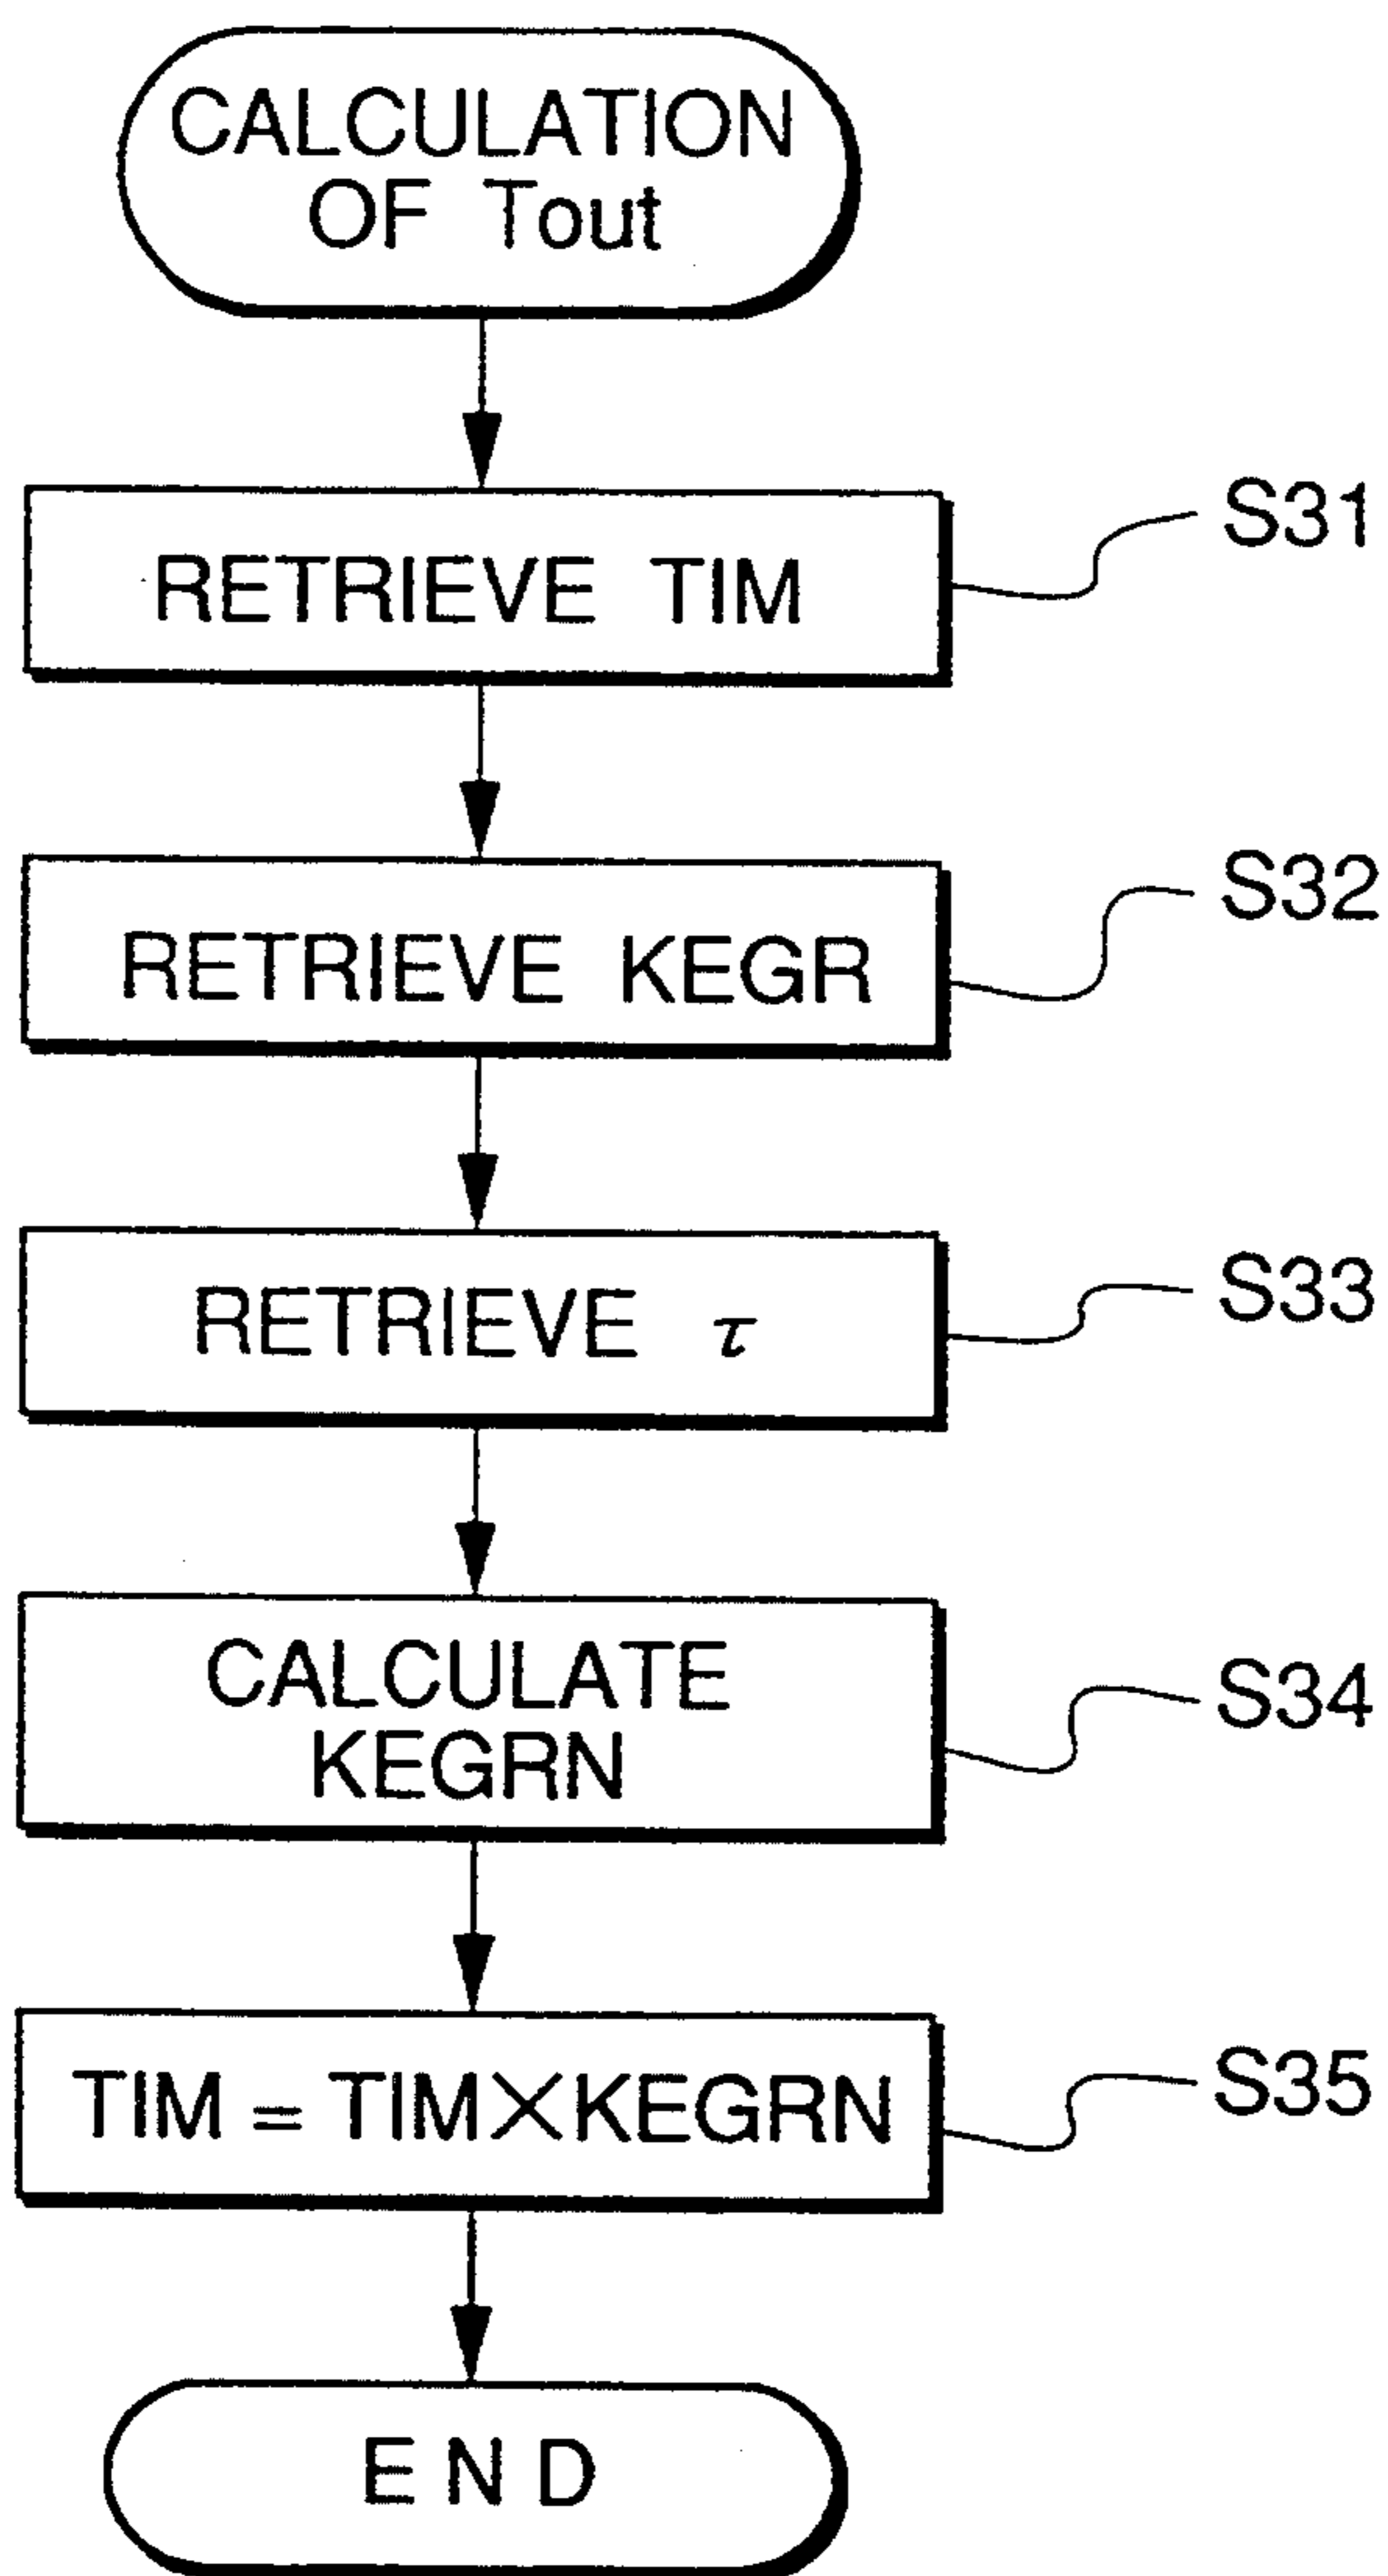 CALCULATION
OF Tout
RETRIEVE TIM
S31
RETRIEVE KEGR
S32
RETRIEVE τ
S33
CALCULATE
KEGRN
S34
TIM = TIM×KEGRN
S35
END